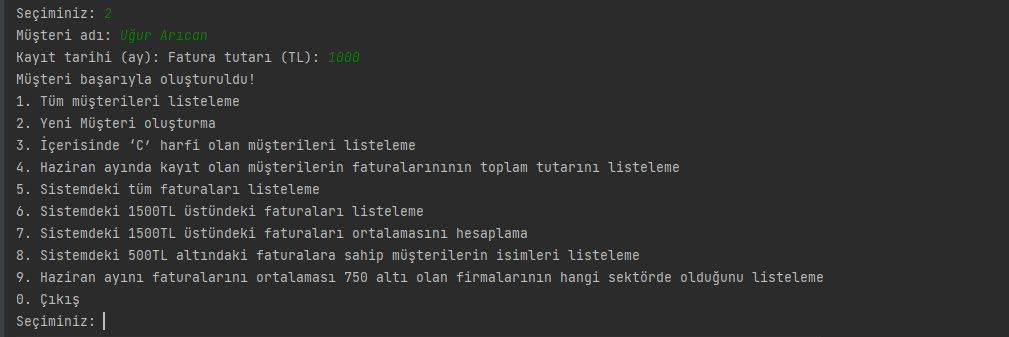 Seçiminiz: 2
Müşteri adı: Uğur Arıcan
Kayıt tarihi (ay): Fatura tutarı (TL): 1000
Müşteri başarıyla oluşturuldu!
1. Tüm müşterileri listeleme
2. Yeni Müşteri oluşturma
3. İçerisinde ‘C’ harfi olan müşterileri listeleme
4. Haziran ayında kayıt olan müşterilerin faturalarınının toplam tutarını listeleme
5. Sistemdeki tüm faturaları listeleme
6. Sistemdeki 1500TL üstündeki faturaları listeleme
7. Sistemdeki 1500TL üstündeki faturaları ortalamasını hesaplama
8. Sistemdeki 500TL altındaki faturalara sahip müşterilerin isimleri listeleme
9. Haziran ayını faturalarını ortalaması 750 altı olan firmalarının hangi sektörde olduğunu listeleme
0. Çıkış
Seçiminiz: